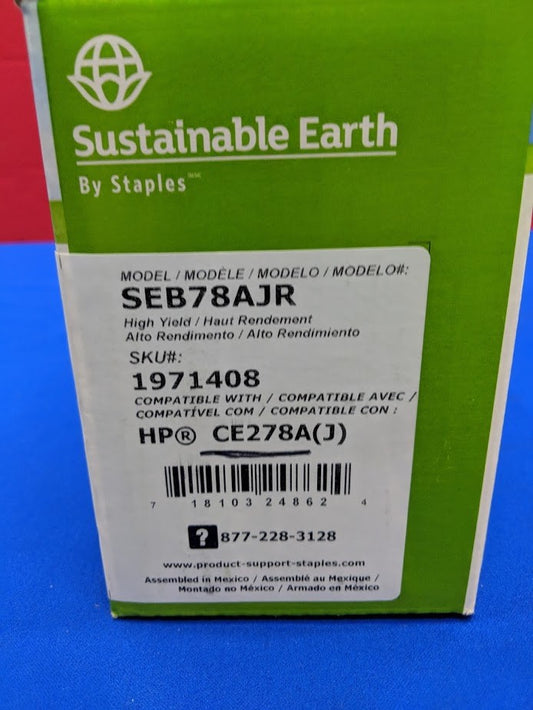 Sustainable Earth
By Staples℠™
MODEL / MODÈLE / MODELO / MODELO#:
SEB78AJR
High Yield / Haut Rendement
Alto Rendimento / Alto Rendimiento
SKU#:
1971408
COMPATIBLE WITH / COMPATIBLE AVEC /
COMPATÍVEL COM / COMPATIBLE CON :
HP® CE278A(J)
7 18103 24862 4
? 877-228-3128
www.product-support-staples.com
Assembled in Mexico / Assemblé au Mexique /
Montado no México / Armado en México